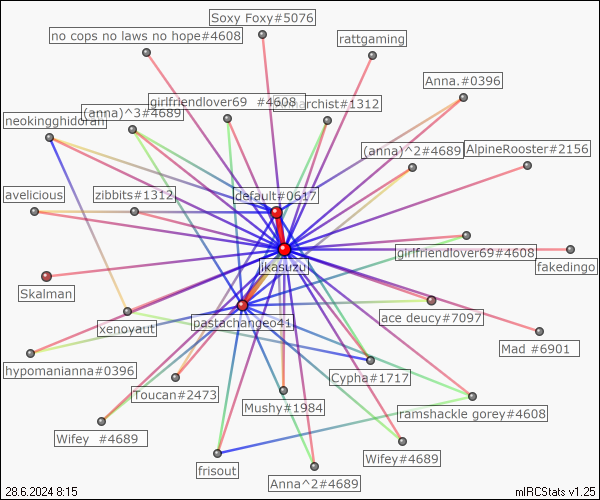 Soxy Foxy#5076
no cops no laws no hope#4608
rattgaming
Anna.#0396
girlfriendlover69 #4608
archist#1312
(anna)^3#4689
neokingghidorah
(anna)^2#4689
AlpineRooster#2156
avelicious
zibbits#1312
default#0617
girlfriendlover69#4608
ikasuzu
fakedingo
Skalman
xenoyaut
pastachangeo41
ace deucy#7097
Mad #6901
hypomanianna#0396
Cypha#1717
Toucan#2473
Mushy#1984
ramshackle gorey#4608
Wifey #4689
Wifey#4689
frisout
Anna^2#4689
28.6.2024 8:15
mIRCStats v1.25